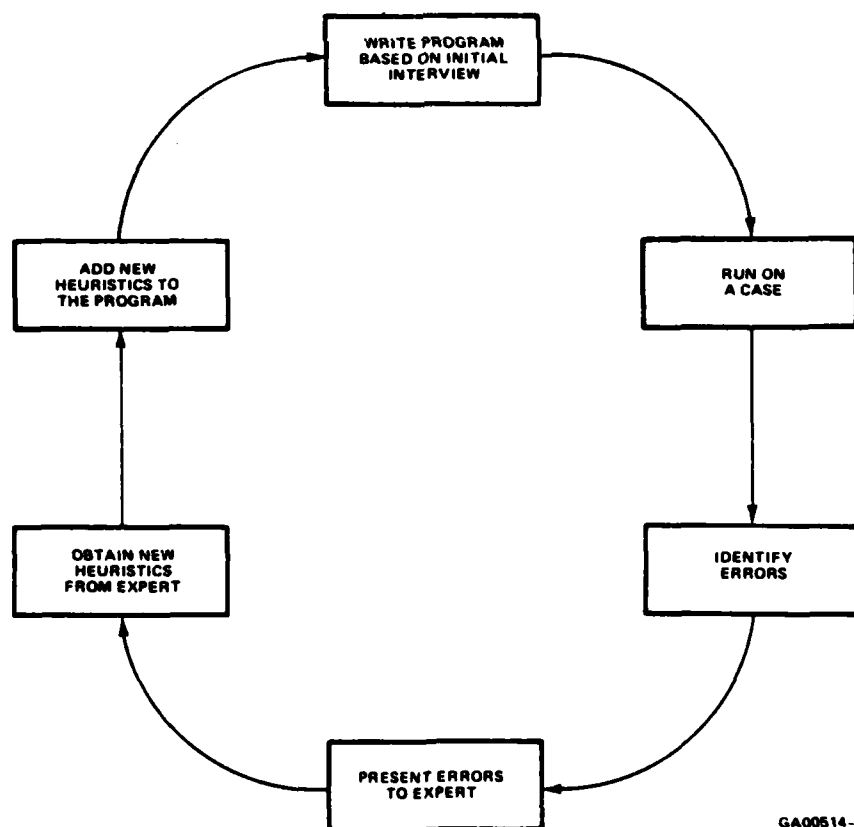 WRITE PROGRAM
BASED ON INITIAL
INTERVIEW
RUN ON
A CASE
IDENTIFY
ERRORS
PRESENT ERRORS
TO EXPERT
OBTAIN NEW
HEURISTICS
FROM EXPERT
ADD NEW
HEURISTICS TO
THE PROGRAM
GA00514-